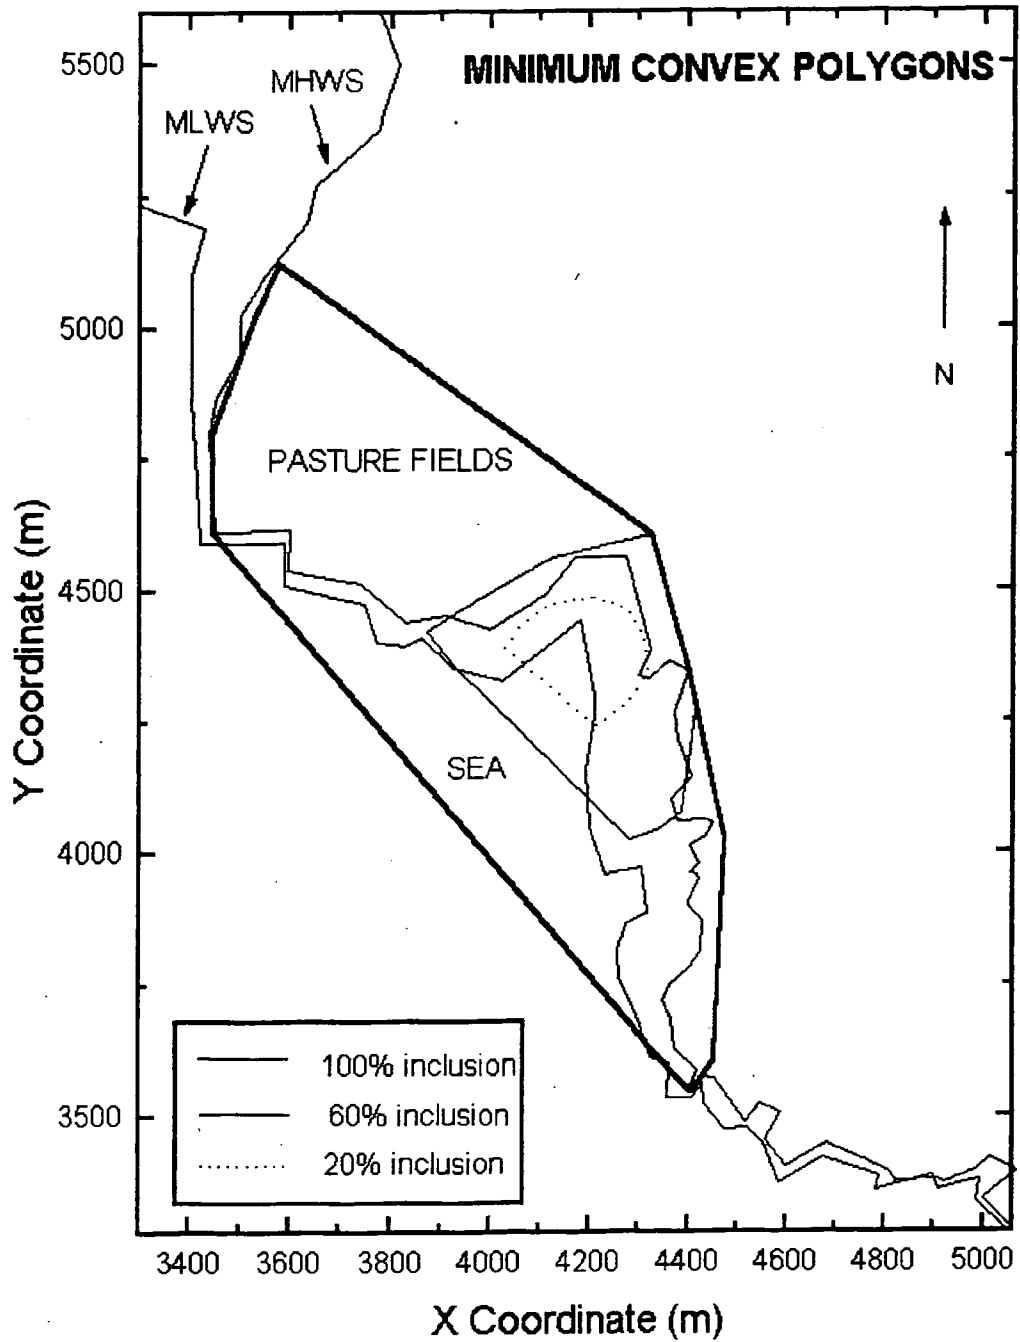 MINIMUM CONVEX POLYGONS
MHWS
MLWS
N
PASTURE FIELDS
SEA
5500
5000
4500
4000
3500
Y Coordinate (m)
100% inclusion
60% inclusion
20% inclusion
3400 3600 3800 4000 4200 4400 4600 4800 5000
X Coordinate (m)